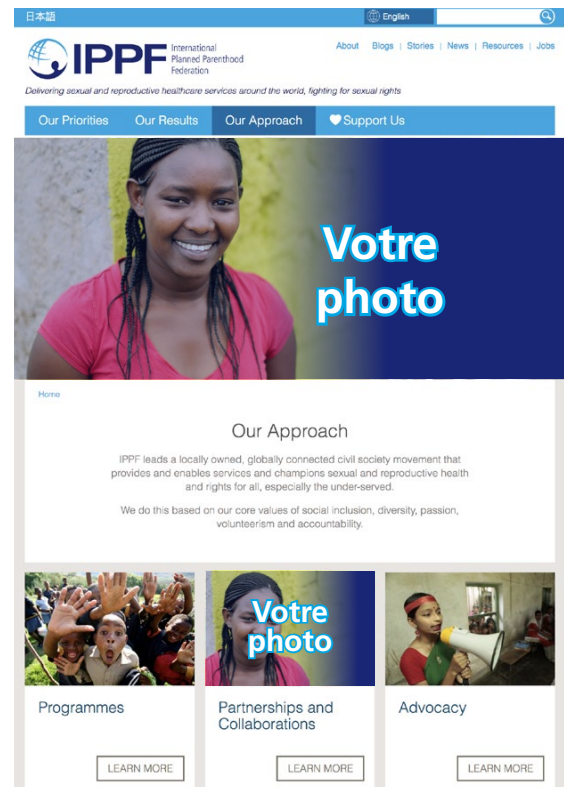 日本語
English
IPPF
International
Planned Parenthood
Federation
About Blogs | Stories | News | Resources | Jobs
Delivering sexual and reproductive healthcare services around the world, fighting for sexual rights
Our Priorities Our Results Our Approach Support Us
Votre
photo
Home
Our Approach
IPPF leads a locally owned, globally connected civil society movement that
provides and enables services and champions sexual and reproductive health
and rights for all, especially the under-served.
We do this based on our core values of social inclusion, diversity, passion,
volunteerism and accountability.
Votre
photo
Programmes
Partnerships and
Collaborations
Advocacy
LEARN MORE
LEARN MORE
LEARN MORE